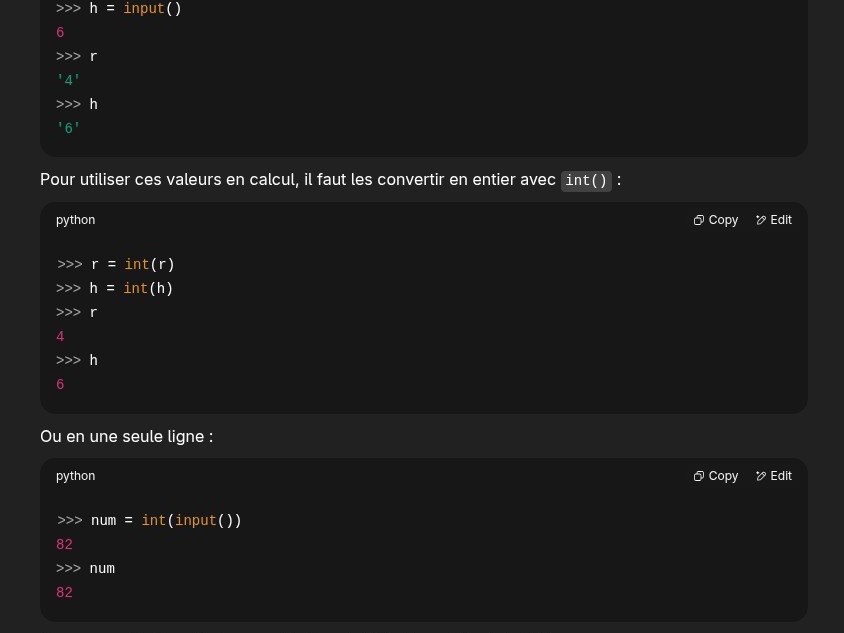 >>> h = input()
6
>>> r
'4'
>>> h
'6'
Pour utiliser ces valeurs en calcul, il faut les convertir en entier avec int() :
python Copy Edit
>>> r = int(r)
>>> h = int(h)
>>> r
4
>>> h
6
Ou en une seule ligne :
python Copy Edit
>>> num = int(input())
82
>>> num
82